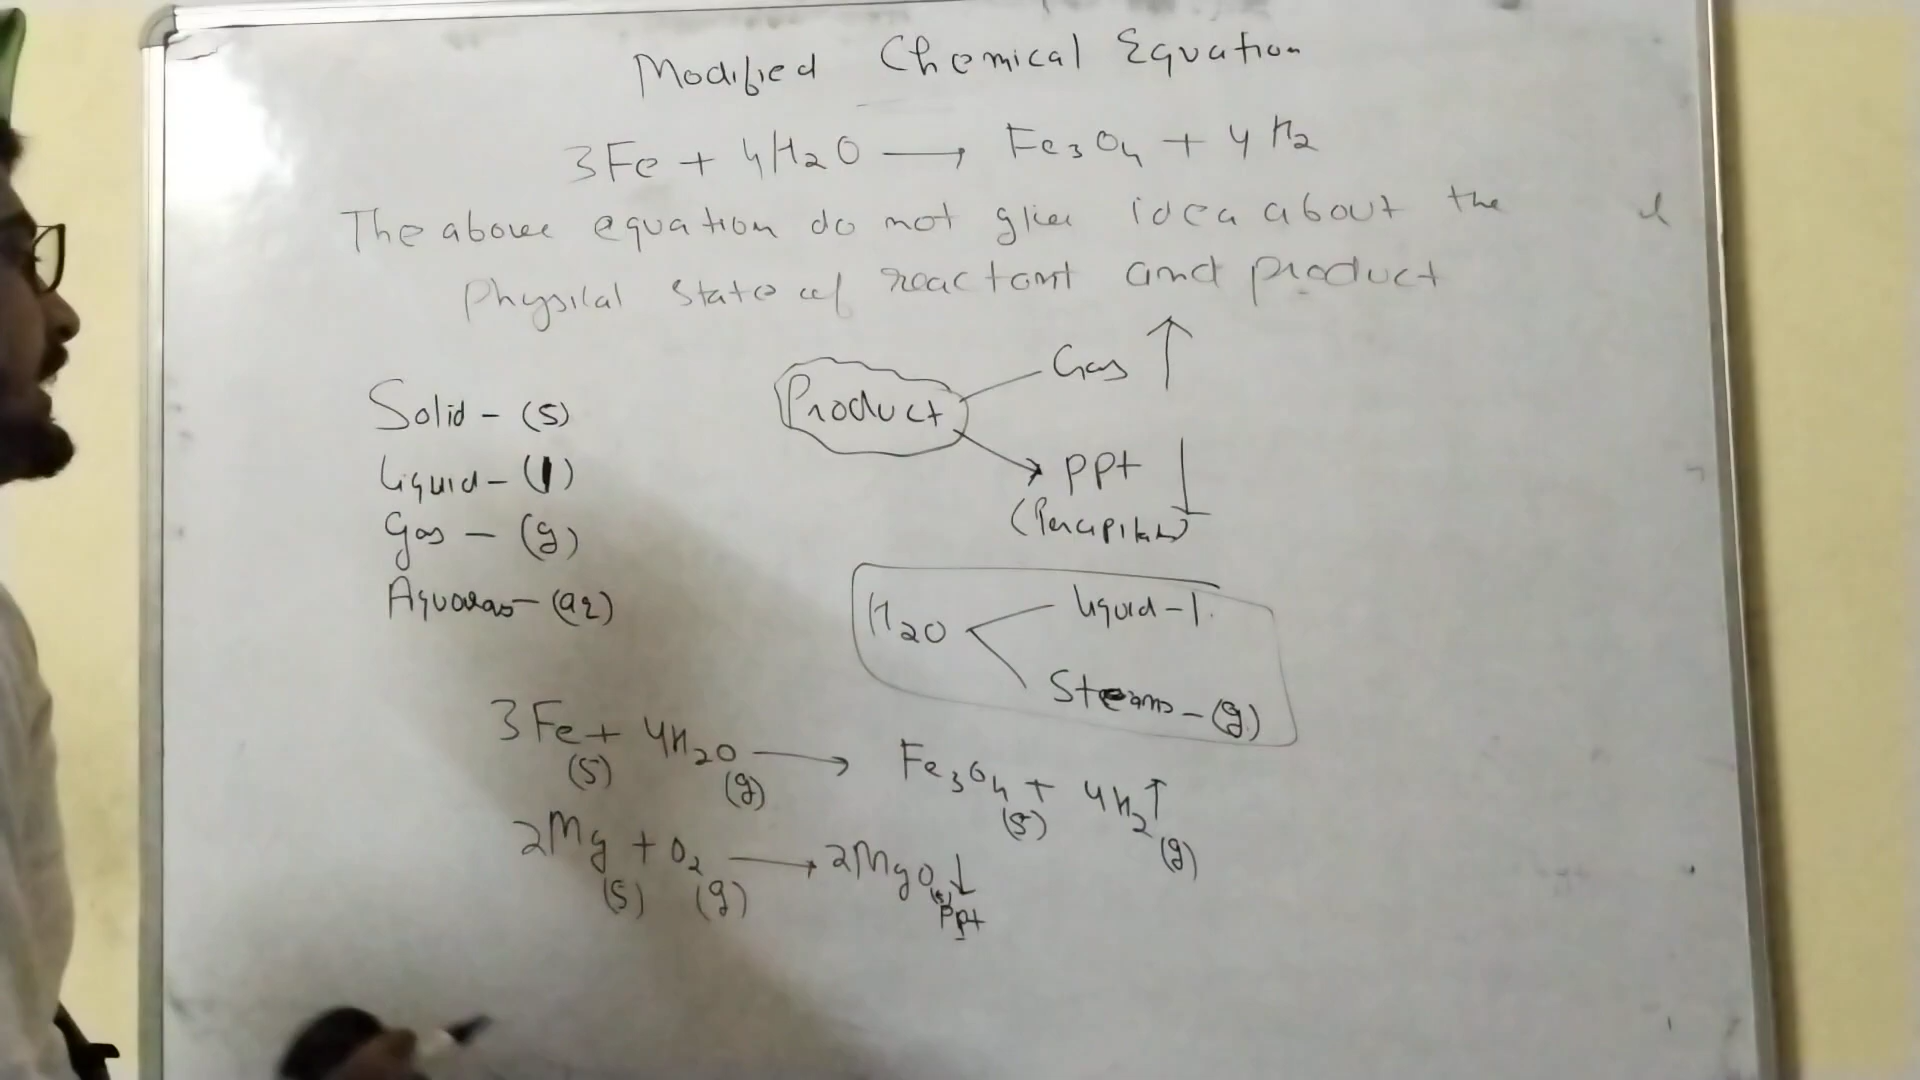 Modified Chemical Equation
3Fe + 4H2O → Fe3O4 + 4H2
The above equation do not give idea about the
Physical state of reactant and product
Solid - (s)
Liquid - (l)
Gas - (g)
Aquoras - (aq)
Product
Gas ↑
PPt ↓
H2O
liquid - l.
Steam - (g)
3Fe(s) + 4H2O(g) → Fe3O4(s) + 4H2↑(g)
2Mg(s) + O2(g) → 2MgO(s)↓
PPt